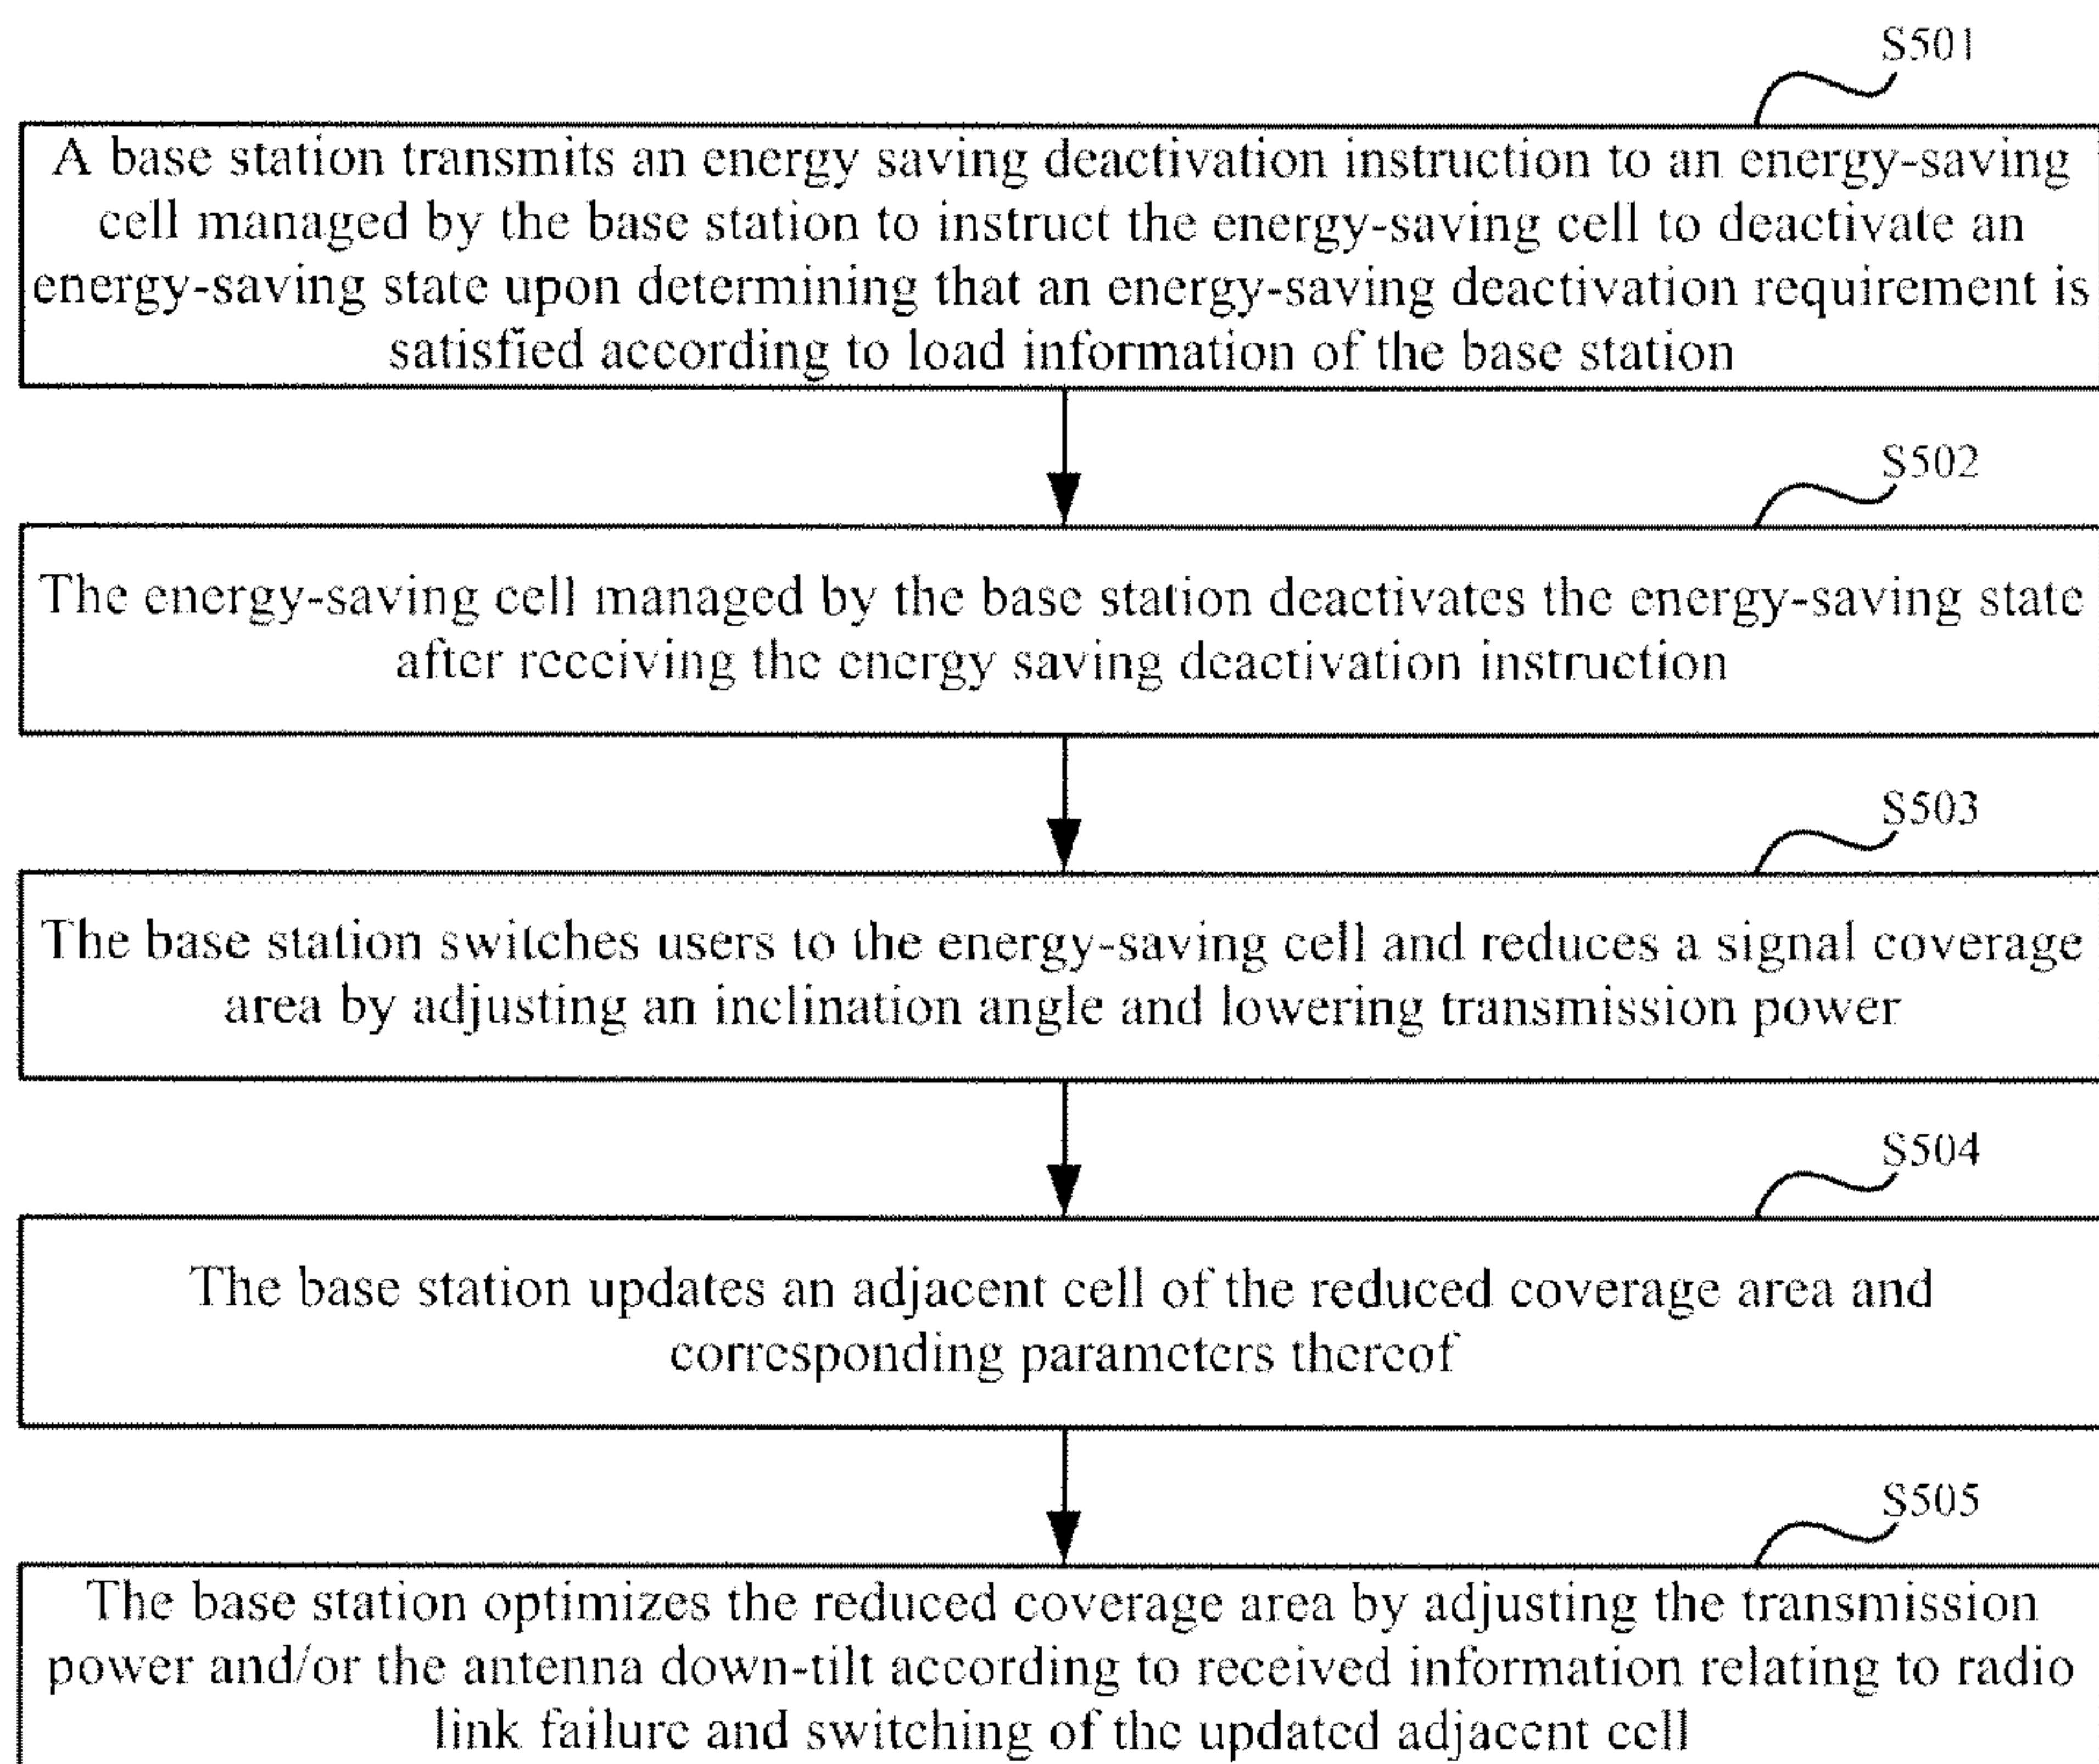 S501
A base station transmits an energy saving deactivation instruction to an energy-saving
cell managed by the base station to instruct the energy-saving cell to deactivate an
energy-saving state upon determining that an energy-saving deactivation requirement is
satisfied according to load information of the base station
S502
The energy-saving cell managed by the base station deactivates the energy-saving state
after receiving the energy saving deactivation instruction
S503
The base station switches users to the energy-saving cell and reduces a signal coverage
area by adjusting an inclination angle and lowering transmission power
S504
The base station updates an adjacent cell of the reduced coverage area and
corresponding parameters thereof
S505
The base station optimizes the reduced coverage area by adjusting the transmission
power and/or the antenna down-tilt according to received information relating to radio
link failure and switching of the updated adjacent cell